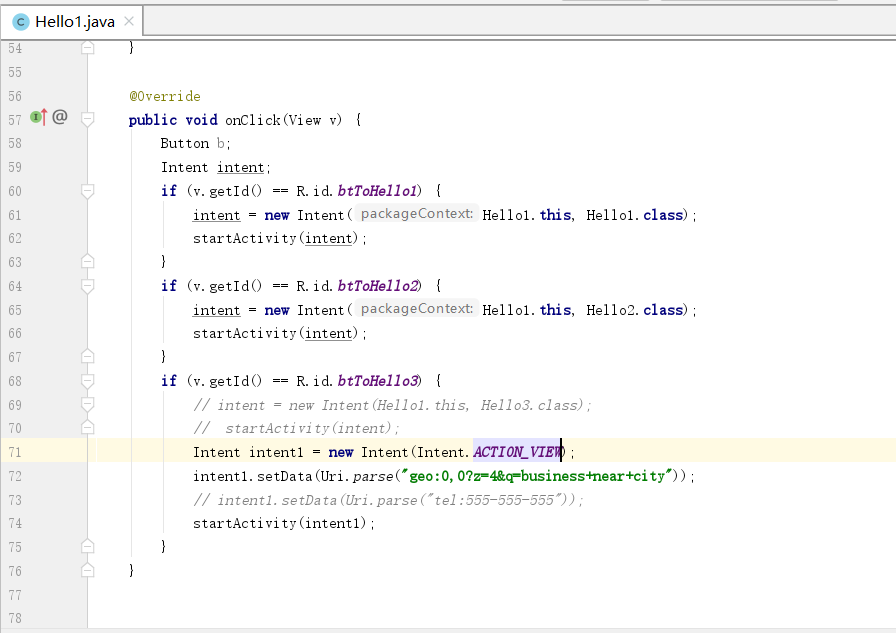 C Hello1.java ×
54 }
55
56 @Override
57 I @ public void onClick(View v) {
58 Button b;
59 Intent intent;
60 if (v.getId() == R.id.btToHello1) {
61 intent = new Intent( packageContext: Hello1.this, Hello1.class);
62 startActivity(intent);
63 }
64 if (v.getId() == R.id.btToHello2) {
65 intent = new Intent( packageContext: Hello1.this, Hello2.class);
66 startActivity(intent);
67 }
68 if (v.getId() == R.id.btToHello3) {
69 // intent = new Intent(Hello1.this, Hello3.class);
70 //  startActivity(intent);
71 Intent intent1 = new Intent(Intent.ACTION_VIEW);
72 intent1.setData(Uri.parse("geo:0,0?z=4&q=business+near+city"));
73 // intent1.setData(Uri.parse("tel:555-555-555"));
74 startActivity(intent1);
75 }
76 }
77
78